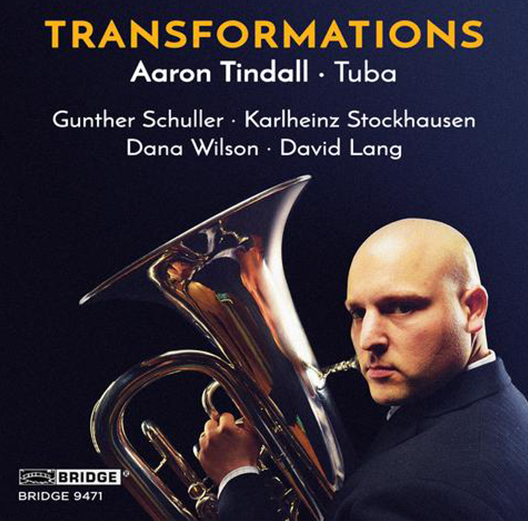 TRANSFORMATIONS
Aaron Tindall · Tuba
Gunther Schuller · Karlheinz Stockhausen
Dana Wilson · David Lang
BRIDGE®
BRIDGE 9471